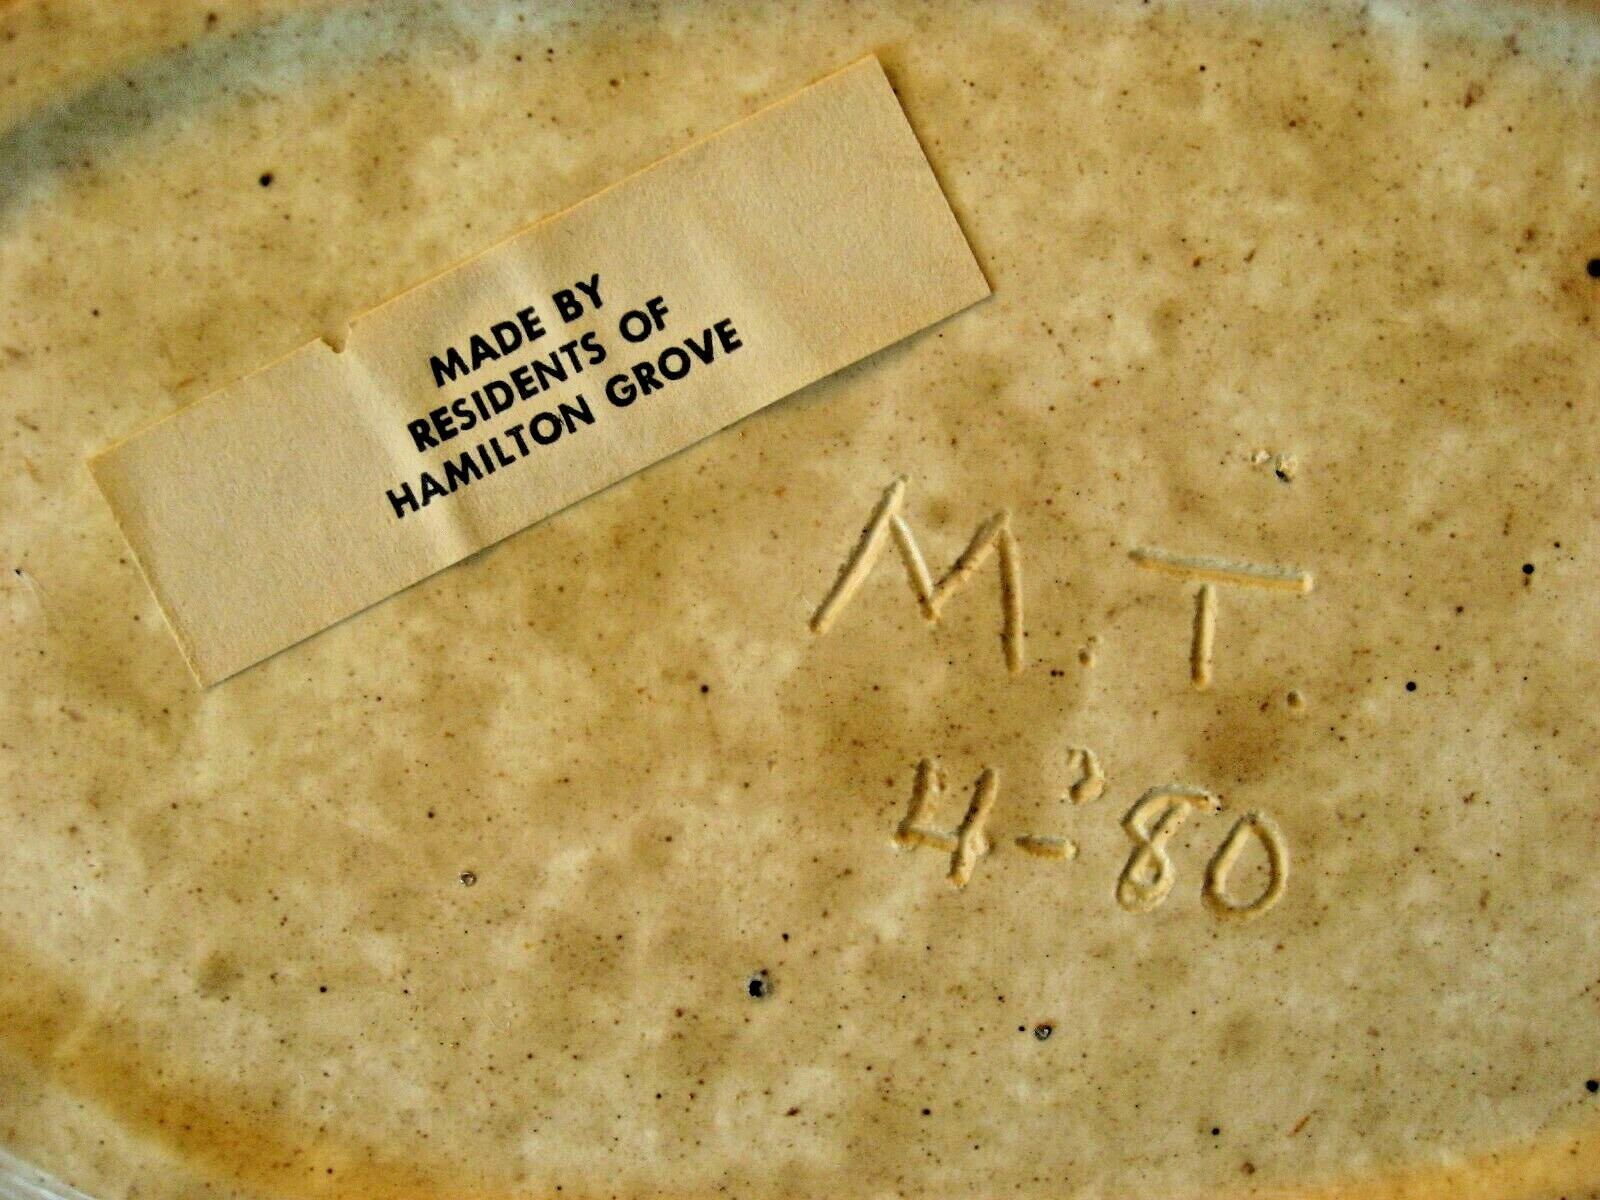 MADE BY
RESIDENTS OF
HAMILTON GROVE
M.T.
4-'80